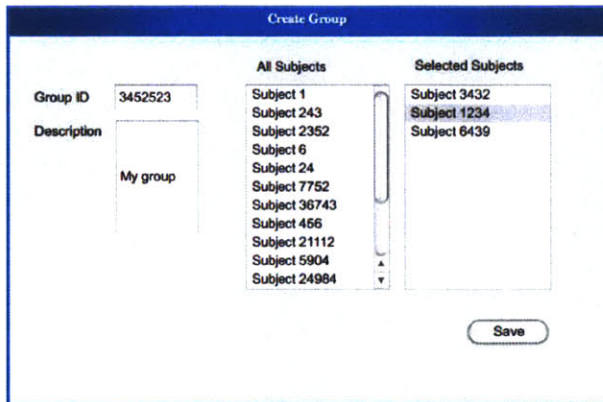 Create Group
All Subjects
Selected Subjects
Group ID
3452523
Description
My group
Subject 1
Subject 243
Subject 2352
Subject 6
Subject 24
Subject 7752
Subject 36743
Subject 456
Subject 21112
Subject 5904
Subject 24984
Subject 3432
Subject 1234
Subject 6439
Save